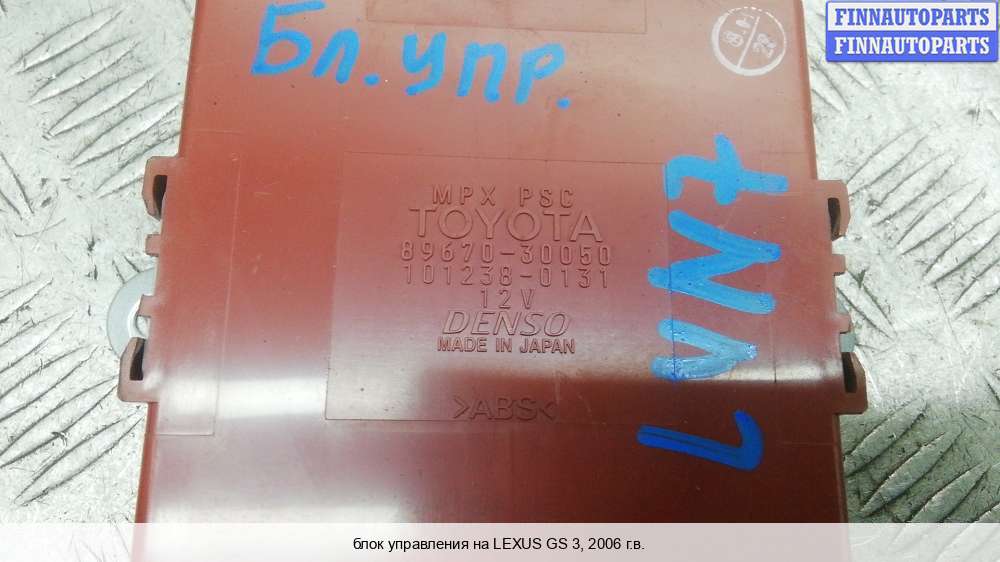 FINNAUTOPARTS
FINNAUTOPARTS
Бл. упр.
MPX PSC
TOYOTA
89670-30050
101238-0131
12V
DENSO
MADE IN JAPAN
>ABS<
блок управления на LEXUS GS 3, 2006 г.в.